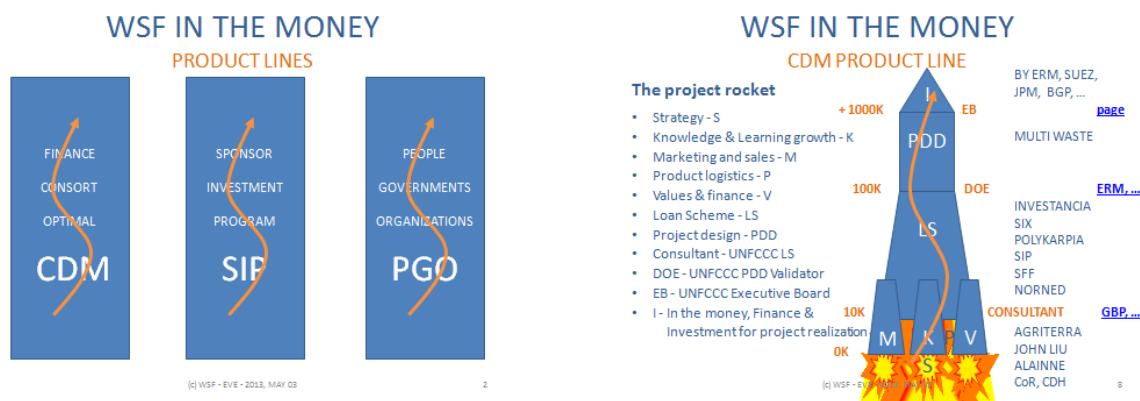 WSF IN THE MONEY
PRODUCT LINES
FINANCE
CONSORT
OPTIMAL
CDM
SPONSOR
INVESTMENT
PROGRAM
SIP
PEOPLE
GOVERNMENTS
ORGANIZATIONS
PGO
(c) WSF - EVE - 2013, MAY 03
2
WSF IN THE MONEY
CDM PRODUCT LINE
The project rocket
• Strategy - S
• Knowledge & Learning growth - K
• Marketing and sales - M
• Product logistics - P
• Values & finance - V
• Loan Scheme - LS
• Project design - PDD
• Consultant - UNFCCC LS
• DOE - UNFCCC PDD Validator
• EB - UNFCCC Executive Board
• I - In the money, Finance &
Investment for project realization
+ 1000K
100K
10K
0K
I
PDD
LS
M
K
P
V
S
EB
DOE
CONSULTANT
BY ERM, SUEZ,
JPM, BGP, ...
page
MULTI WASTE
ERM, ...
INVESTANCIA
SIX
POLYKARPIA
SIP
SFF
NORNED
GBP, ...
AGRITERRA
JOHN LIU
ALAINNE
CoR, CDH
(c) WSF - EVE
8